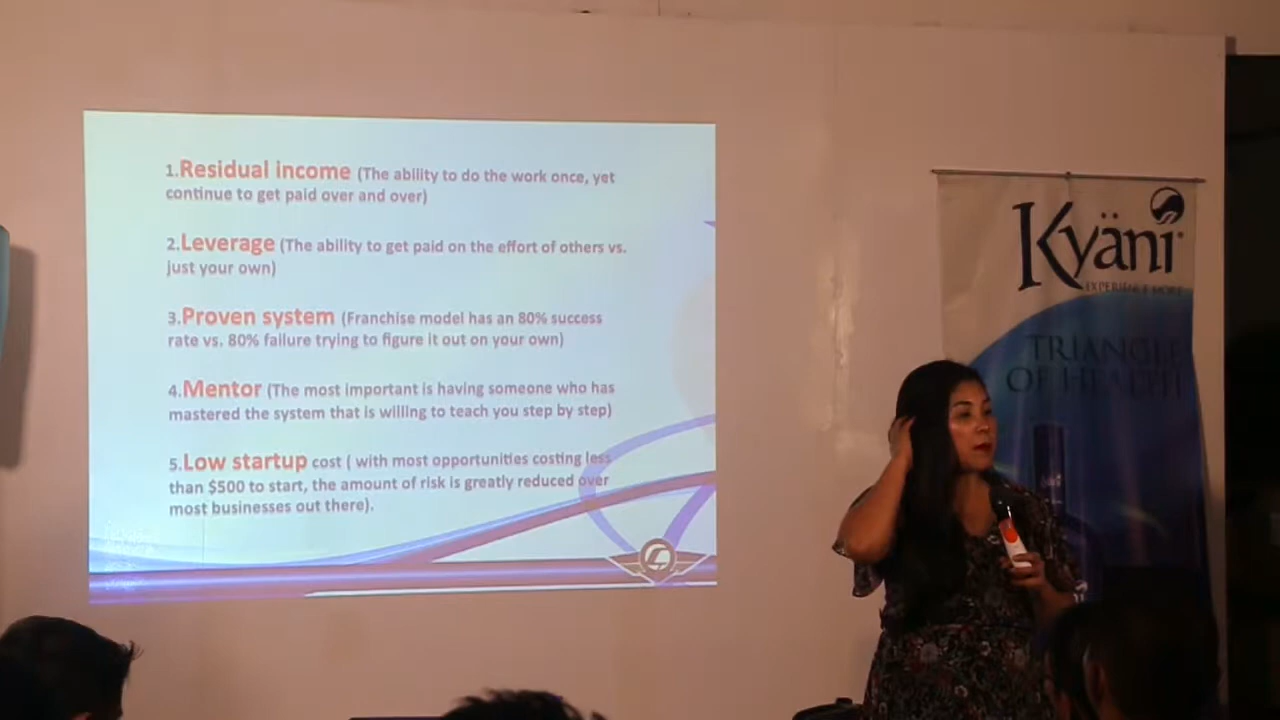 1.Residual income (The ability to do the work once, yet
continue to get paid over and over)
2.Leverage (The ability to get paid on the effort of others vs.
just your own)
3.Proven system (Franchise model has an 80% success
rate vs. 80% failure trying to figure it out on your own)
4.Mentor (The most important is having someone who has
mastered the system that is willing to teach you step by step)
5.Low startup cost ( with most opportunities costing less
than $500 to start, the amount of risk is greatly reduced over
most businesses out there).
Kyäni
EXPERIENCE MORE
TRIANGLE
OF HEALTH